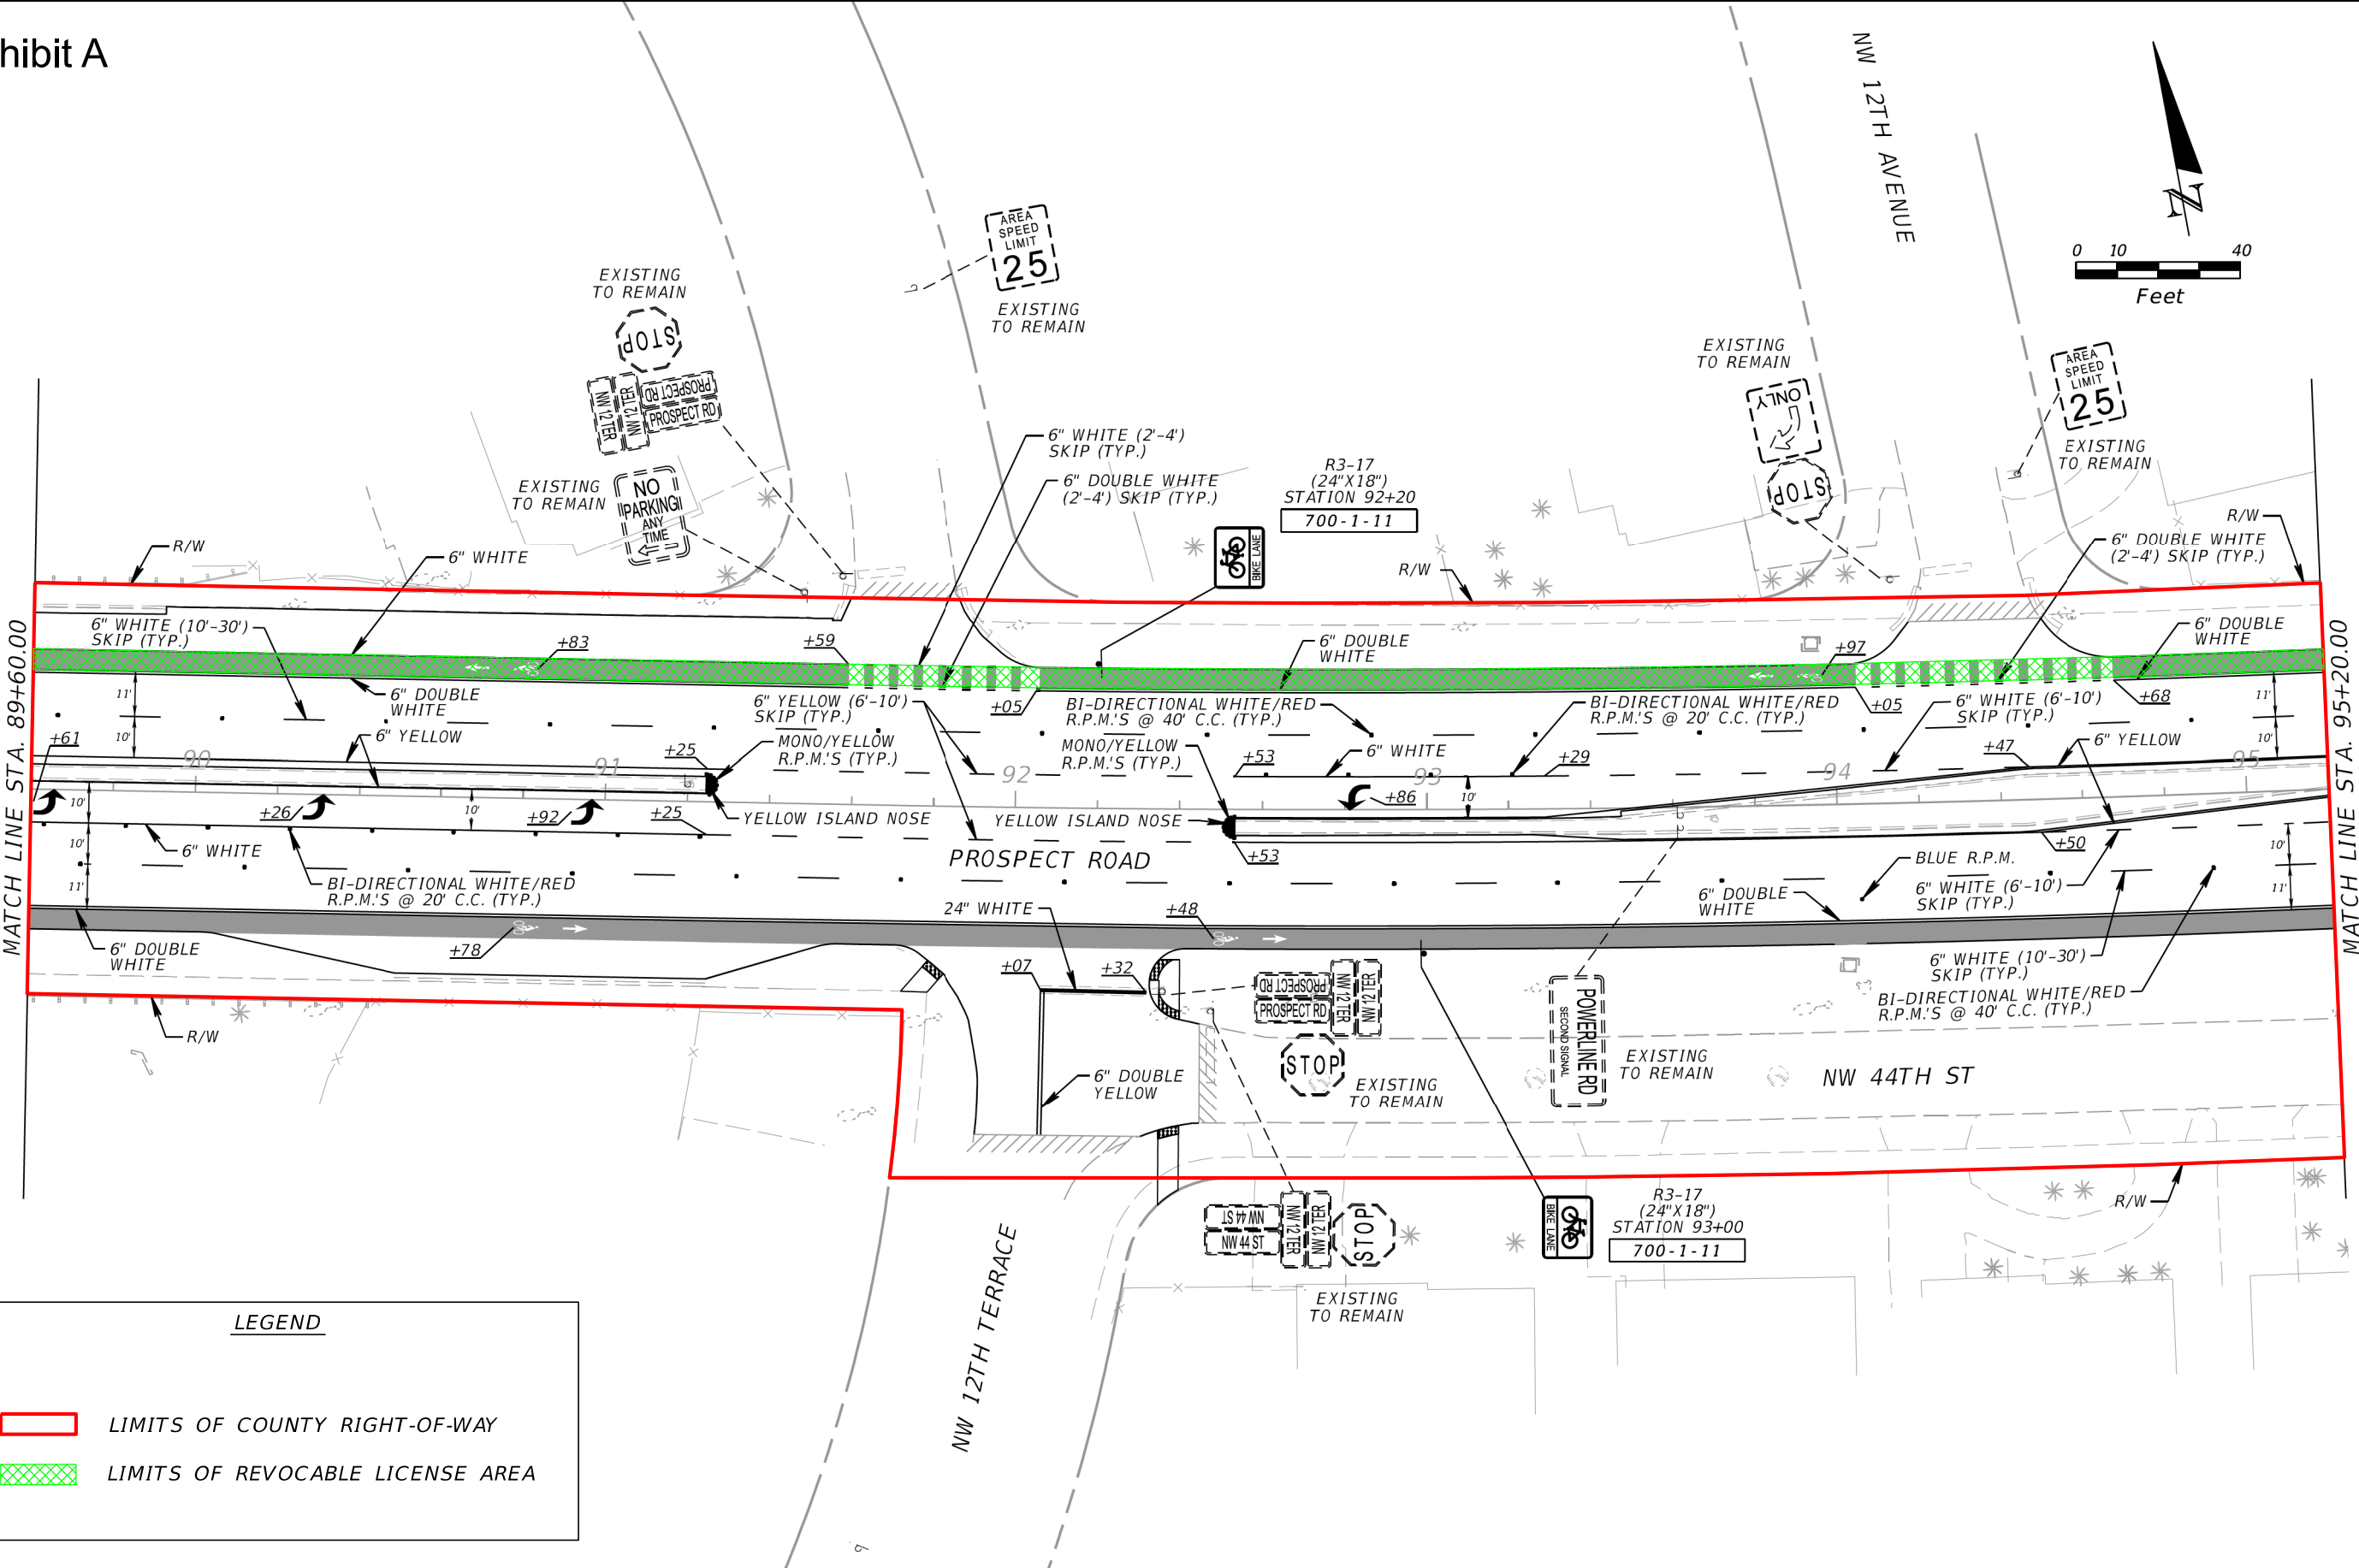 hibit A
NW 12TH AVENUE
0 10 40
Feet
AREA
SPEED
LIMIT
25
EXISTING
TO REMAIN
EXISTING
TO REMAIN
STOP
NW 12 TER
NW 12 TER
PROSPECT RD
PROSPECT RD
EXISTING
TO REMAIN
NO
PARKING
ANY
TIME
EXISTING
TO REMAIN
ONLY
STOP
AREA
SPEED
LIMIT
25
EXISTING
TO REMAIN
6" WHITE (2'-4')
SKIP (TYP.)
6" DOUBLE WHITE
(2'-4') SKIP (TYP.)
R3-17
(24"X18")
STATION 92+20
700-1-11
BIKE LANE
R/W
6" WHITE
R/W
R/W
6" DOUBLE WHITE
(2'-4') SKIP (TYP.)
6" WHITE (10'-30')
SKIP (TYP.)
+83
+59
6" DOUBLE
WHITE
+97
6" DOUBLE
WHITE
MATCH LINE STA. 89+60.00
MATCH LINE STA. 95+20.00
11'
10'
6" DOUBLE
WHITE
6" YELLOW (6'-10')
SKIP (TYP.)
+05
BI-DIRECTIONAL WHITE/RED
R.P.M.'S @ 40' C.C. (TYP.)
BI-DIRECTIONAL WHITE/RED
R.P.M.'S @ 20' C.C. (TYP.)
+05
6" WHITE (6'-10')
SKIP (TYP.)
+68
11'
10'
+61
6" YELLOW
+25
MONO/YELLOW
R.P.M.'S (TYP.)
MONO/YELLOW
R.P.M.'S (TYP.)
+53
6" WHITE
+29
+47
6" YELLOW
90
91
92
93
94
95
10'
10'
11'
+26
10'
+92
+25
YELLOW ISLAND NOSE
YELLOW ISLAND NOSE
+86
10'
6" WHITE
PROSPECT ROAD
+53
+50
10'
11'
BLUE R.P.M.
6" WHITE (6'-10')
SKIP (TYP.)
BI-DIRECTIONAL WHITE/RED
R.P.M.'S @ 20' C.C. (TYP.)
24" WHITE
+48
6" DOUBLE
WHITE
6" DOUBLE
WHITE
+78
+07
+32
6" WHITE (10'-30')
SKIP (TYP.)
BI-DIRECTIONAL WHITE/RED
R.P.M.'S @ 40' C.C. (TYP.)
R/W
PROSPECT RD
PROSPECT RD
NW 12 TER
NW 12 TER
STOP
EXISTING
TO REMAIN
POWERLINE RD
SECOND SIGNAL
EXISTING
TO REMAIN
NW 44TH ST
6" DOUBLE
YELLOW
NW 44 ST
NW 44 ST
NW 12 TER
NW 12 TER
STOP
EXISTING
TO REMAIN
BIKE LANE
R3-17
(24"X18")
STATION 93+00
700-1-11
R/W
NW 12TH TERRACE
LEGEND
LIMITS OF COUNTY RIGHT-OF-WAY
LIMITS OF REVOCABLE LICENSE AREA